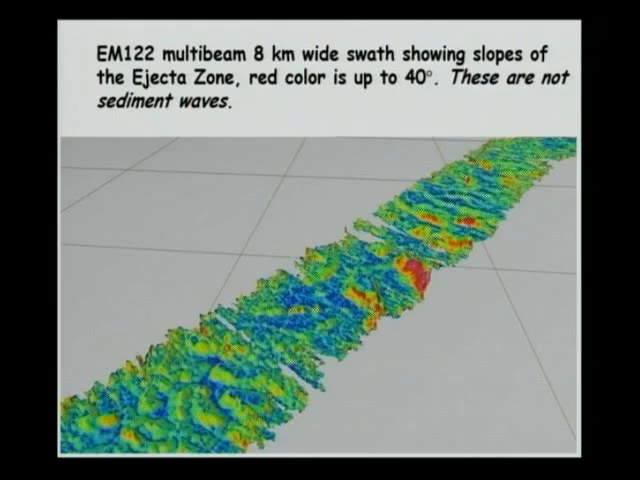 EM122 multibeam 8 km wide swath showing slopes of
the Ejecta Zone, red color is up to 40°. These are not
sediment waves.